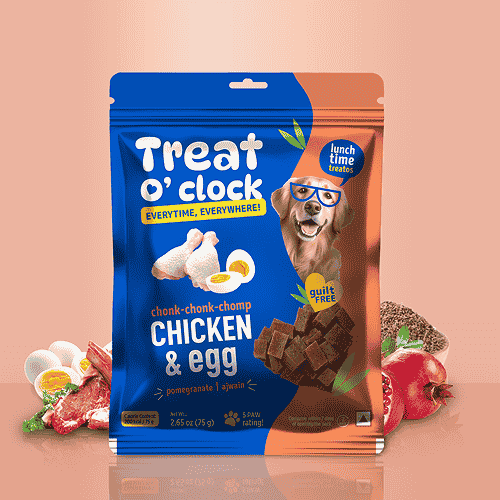 Treat
O' clock
EVERYTIME, EVERYWHERE!
lunch
time
treatos
guilt
FREE
chonk-chonk-chomp
CHICKEN
& egg
pomegranate | ajwain
2.65 oz (75 g)
5 PAW
rating!